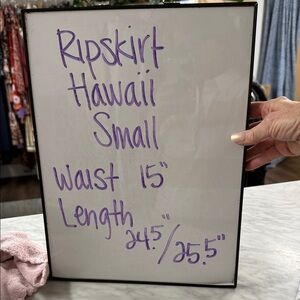 Ripskirt
Hawaii
Small
Waist 15"
Length
24.5"/25.5"